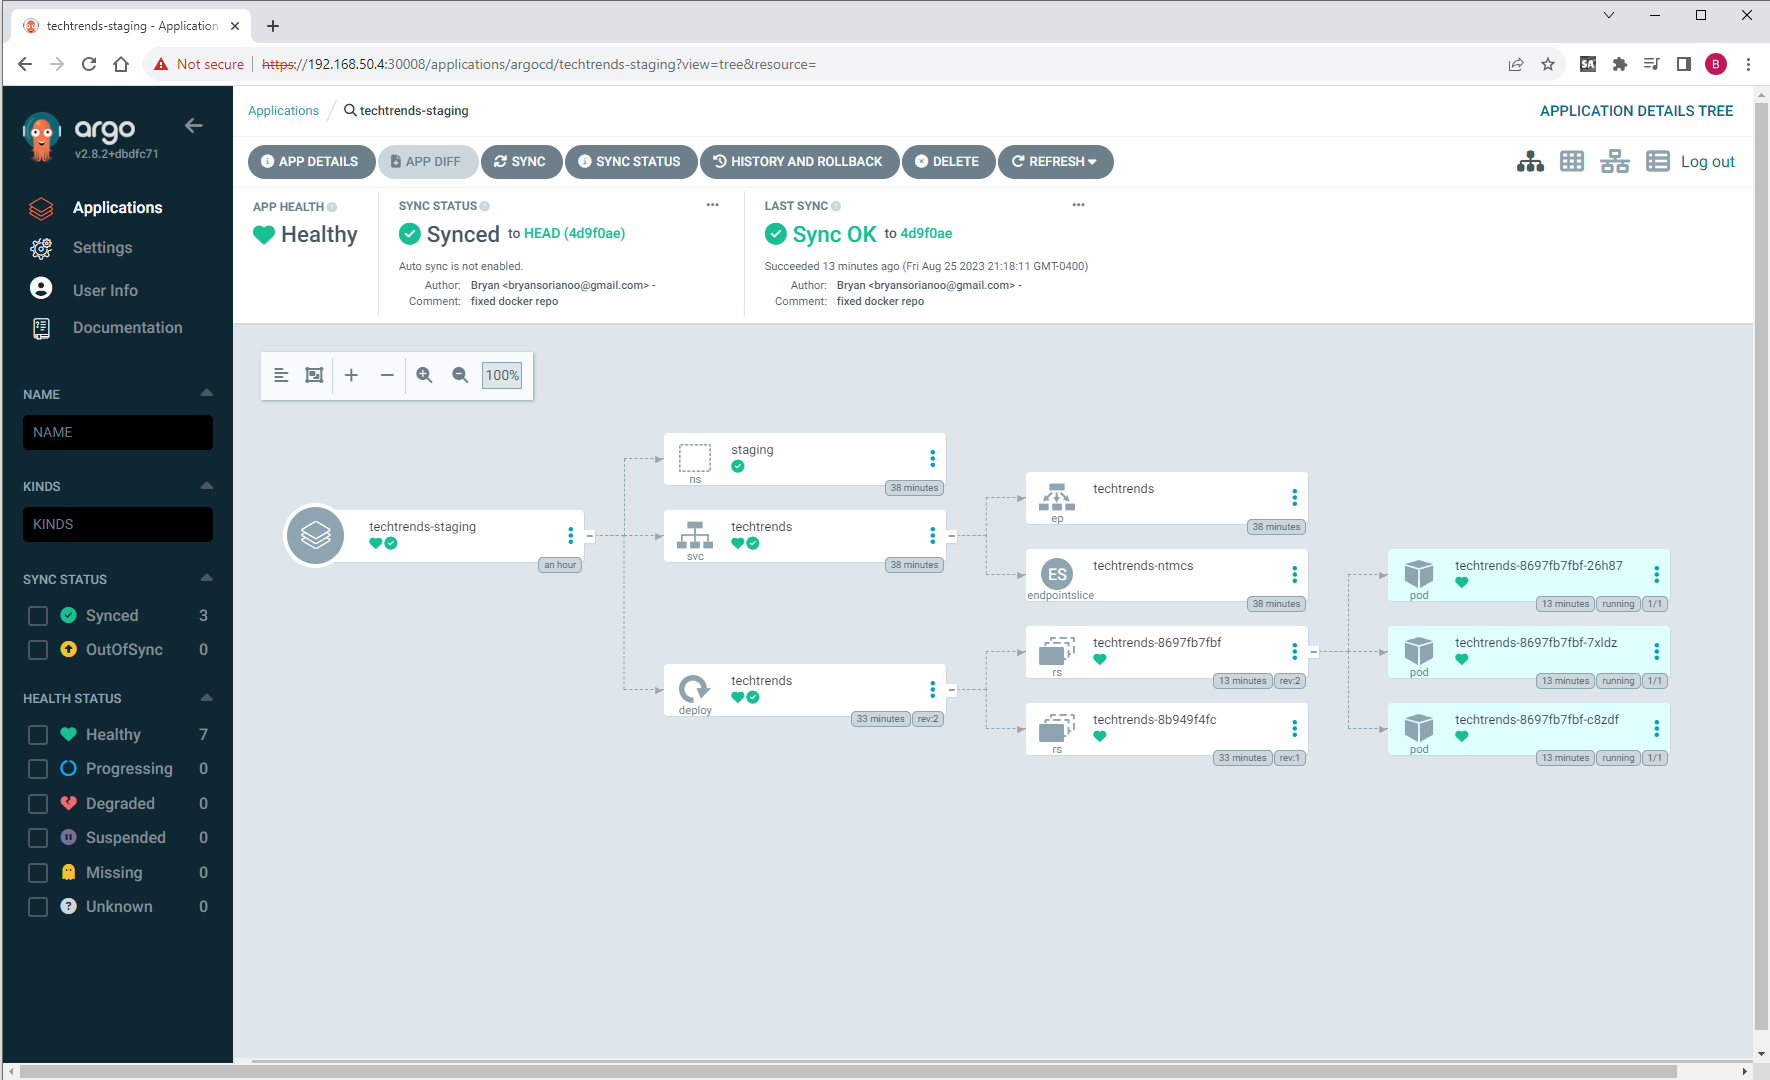 techtrends-staging - Application
Not secure
https://192.168.50.4:30008/applications/argocd/techtrends-staging?view=tree&resource=
SA
B
argo
v2.8.2+dbdfc71
Applications
Settings
User Info
Documentation
NAME
NAME
KINDS
KINDS
SYNC STATUS
Synced 3
OutOfSync 0
HEALTH STATUS
Healthy 7
Progressing 0
Degraded 0
Suspended 0
Missing 0
Unknown 0
Applications / techtrends-staging
APPLICATION DETAILS TREE
APP DETAILS
APP DIFF
SYNC
SYNC STATUS
HISTORY AND ROLLBACK
DELETE
REFRESH
Log out
APP HEALTH
Healthy
SYNC STATUS
Synced to HEAD (4d9f0ae)
Auto sync is not enabled.
Author: Bryan <bryansorianoo@gmail.com> -
Comment: fixed docker repo
LAST SYNC
Sync OK to 4d9f0ae
Succeeded 13 minutes ago (Fri Aug 25 2023 21:18:11 GMT-0400)
Author: Bryan <bryansorianoo@gmail.com> -
Comment: fixed docker repo
100%
techtrends-staging
an hour
staging
ns
38 minutes
techtrends
svc
38 minutes
techtrends
deploy
33 minutes rev:2
techtrends
ep
38 minutes
ES
techtrends-ntmcs
endpointslice
38 minutes
techtrends-8697fb7fbf
rs
13 minutes rev:2
techtrends-8b949f4fc
rs
33 minutes rev:1
techtrends-8697fb7fbf-26h87
pod
13 minutes running 1/1
techtrends-8697fb7fbf-7xldz
pod
13 minutes running 1/1
techtrends-8697fb7fbf-c8zdf
pod
13 minutes running 1/1